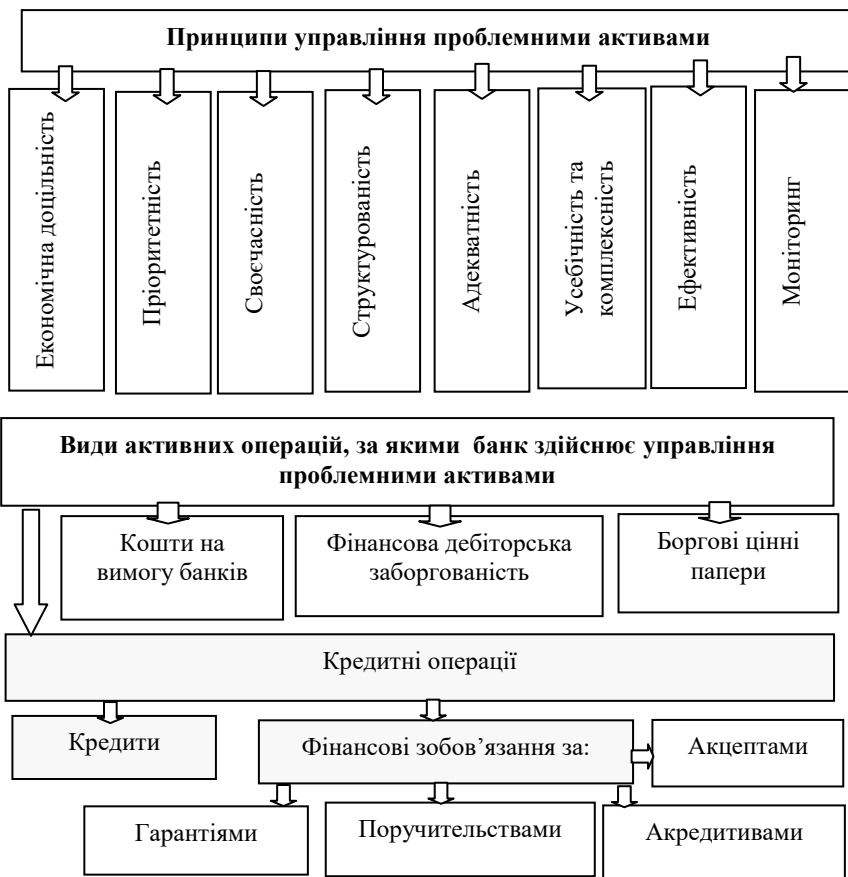 Принципи управління проблемними активами
Економічна доцільність
Пріоритетність
Своєчасність
Структурованість
Адекватність
Усебічність та
комплексність
Ефективність
Моніторинг
Види активних операцій, за якими банк здійснює управління
проблемними активами
Кошти на
вимогу банків
Фінансова дебіторська
заборгованість
Боргові цінні
папери
Кредитні операції
Кредити
Фінансові зобов’язання за:
Акцептами
Гарантіями
Поручительствами
Акредитивами